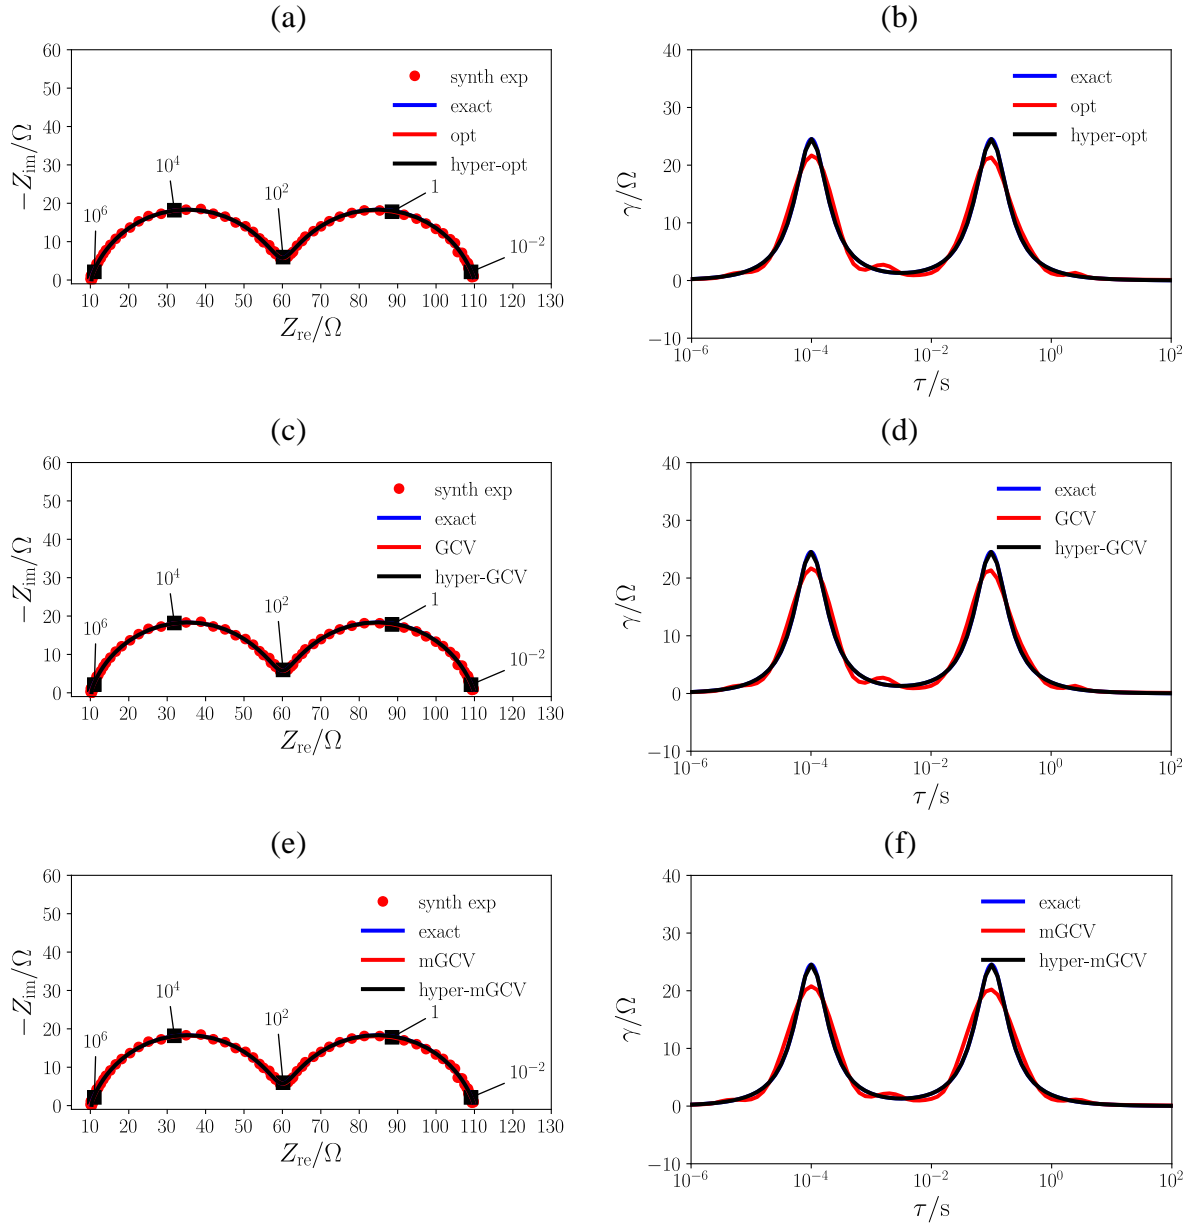 (a)
60
50
40
30
20
10
0
−Z_im/Ω
synth exp
exact
opt
hyper-opt
10^6
10^4
10^2
1
10^−2
10 20 30 40 50 60 70 80 90 100 110 120 130
Z_re/Ω
(b)
40
30
20
10
0
−10
γ/Ω
exact
opt
hyper-opt
10^−6 10^−4 10^−2 10^0 10^2
τ/s
(c)
60
50
40
30
20
10
0
−Z_im/Ω
synth exp
exact
GCV
hyper-GCV
10^6
10^4
10^2
1
10^−2
10 20 30 40 50 60 70 80 90 100 110 120 130
Z_re/Ω
(d)
40
30
20
10
0
−10
γ/Ω
exact
GCV
hyper-GCV
10^−6 10^−4 10^−2 10^0 10^2
τ/s
(e)
60
50
40
30
20
10
0
−Z_im/Ω
synth exp
exact
mGCV
hyper-mGCV
10^6
10^4
10^2
1
10^−2
10 20 30 40 50 60 70 80 90 100 110 120 130
Z_re/Ω
(f)
40
30
20
10
0
−10
γ/Ω
exact
mGCV
hyper-mGCV
10^−6 10^−4 10^−2 10^0 10^2
τ/s